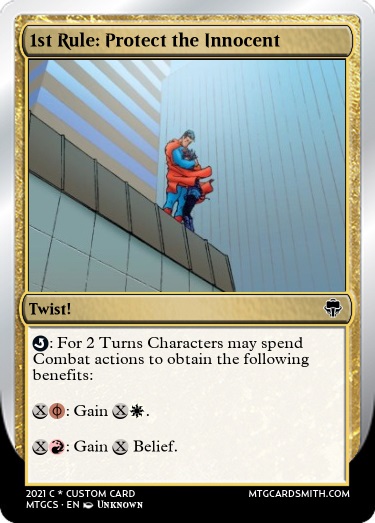 1st Rule: Protect the Innocent
Twist!
: For 2 Turns Characters may spend
Combat actions to obtain the following
benefits:
X : Gain X .
X : Gain X Belief.
2021 C * CUSTOM CARD
MTGCARDSMITH.COM
MTGCS • EN Unknown